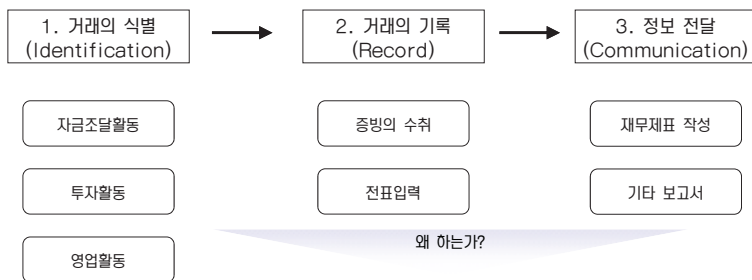 1. 거래의 식별
(Identification)
2. 거래의 기록
(Record)
3. 정보 전달
(Communication)
자금조달활동
증빙의 수취
재무제표 작성
투자활동
전표입력
기타 보고서
왜 하는가?
영업활동